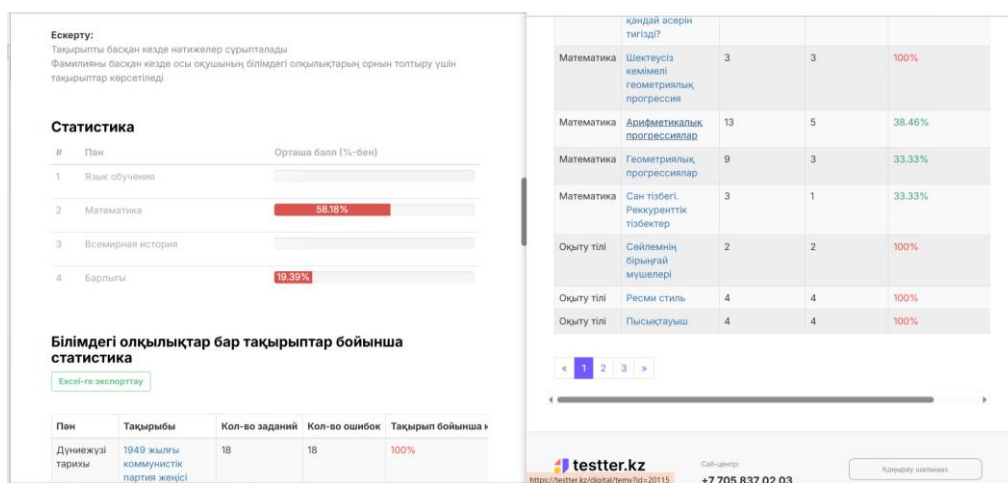 Ескерту:
Тақырыпты басқан кезде нәтижелер сұрыпталады
Фамилияны басқан кезде осы оқушының білімдегі олқылықтарың орнын толтыру үшін
тақырыптар көрсетіледі
Статистика
# Пән Орташа балл (%-бен)
1 Язык обучения
2 Математика 58.18%
3 Всемирная история
4 Барлығы 19.39%
Білімдегі олқылықтар бар тақырыптар бойынша
статистика
Excel-ге экспорттау
Пән Тақырыбы Кол-во заданий Кол-во ошибок Тақырып бойынша
Дүниежүзі 1949 жылғы 18 18 100%
тарихы коммунистік
партия жеңісі
қандай әсерін
тигізді?
Математика Шектеусіз 3 3 100%
кемімелі
геометриялық
прогрессия
Математика Арифметикалық 13 5 38.46%
прогрессиялар
Математика Геометриялық 9 3 33.33%
прогрессиялар
Математика Сан тізбегі. 3 1 33.33%
Реккуренттік
тізбектер
Оқыту тілі Сөйлемнің 2 2 100%
бірыңғай
мүшелері
Оқыту тілі Ресми стиль 4 4 100%
Оқыту тілі Пысықтауыш 4 4 100%
« 1 2 3 »
testter.kz
Call-центр:
+7 705 837 02 03
Қоңырау шалыңыз
https://testter.kz/digital/temy?id=20115